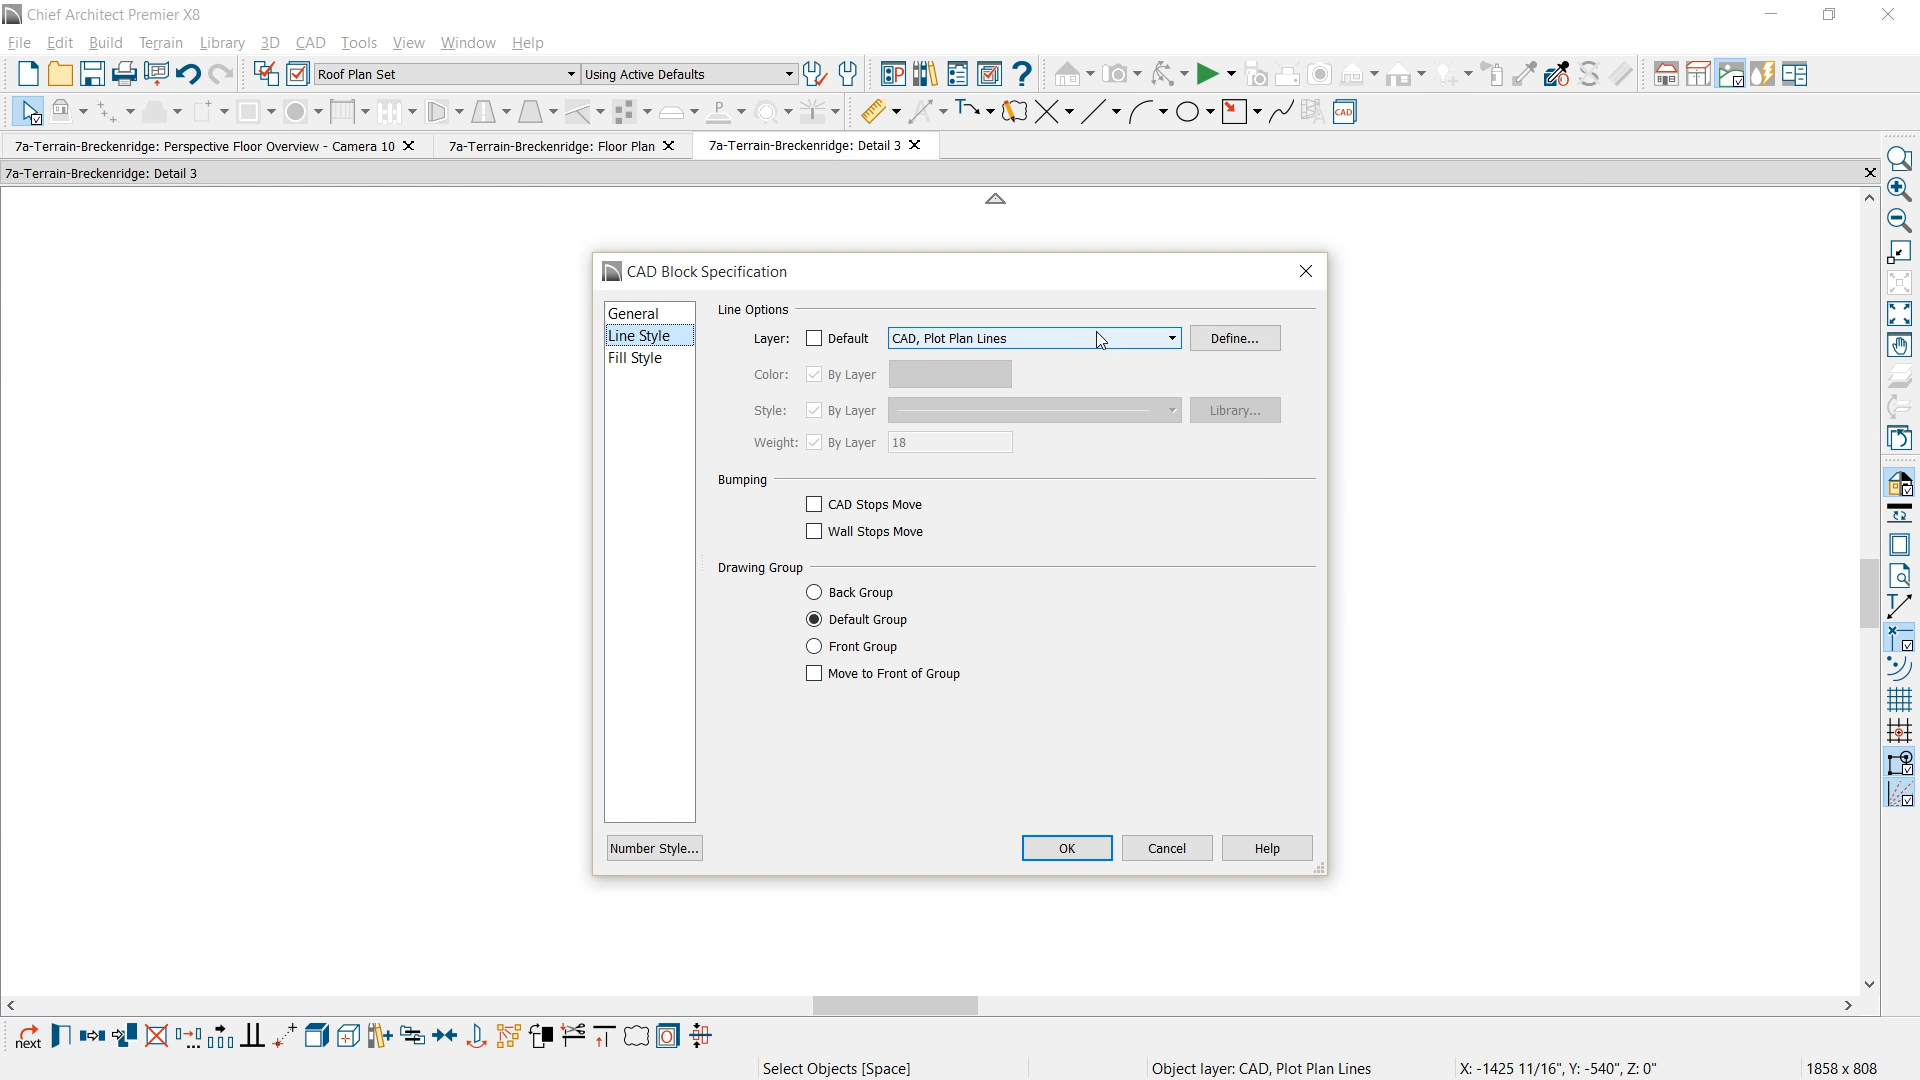 Chief Architect Premier X8
File Edit Build Terrain Library 3D CAD Tools View Window Help
Roof Plan Set Using Active Defaults
CAD
7a-Terrain-Breckenridge: Perspective Floor Overview - Camera 10 7a-Terrain-Breckenridge: Floor Plan 7a-Terrain-Breckenridge: Detail 3
7a-Terrain-Breckenridge: Detail 3
CAD Block Specification
General
Line Style
Fill Style
Line Options
Layer: Default CAD, Plot Plan Lines Define...
Color: By Layer
Style: By Layer Library...
Weight: By Layer 18
Bumping
CAD Stops Move
Wall Stops Move
Drawing Group
Back Group
Default Group
Front Group
Move to Front of Group
Number Style... OK Cancel Help
next
Select Objects [Space] Object layer: CAD, Plot Plan Lines X: -1425 11/16", Y: -540", Z: 0" 1858 x 808